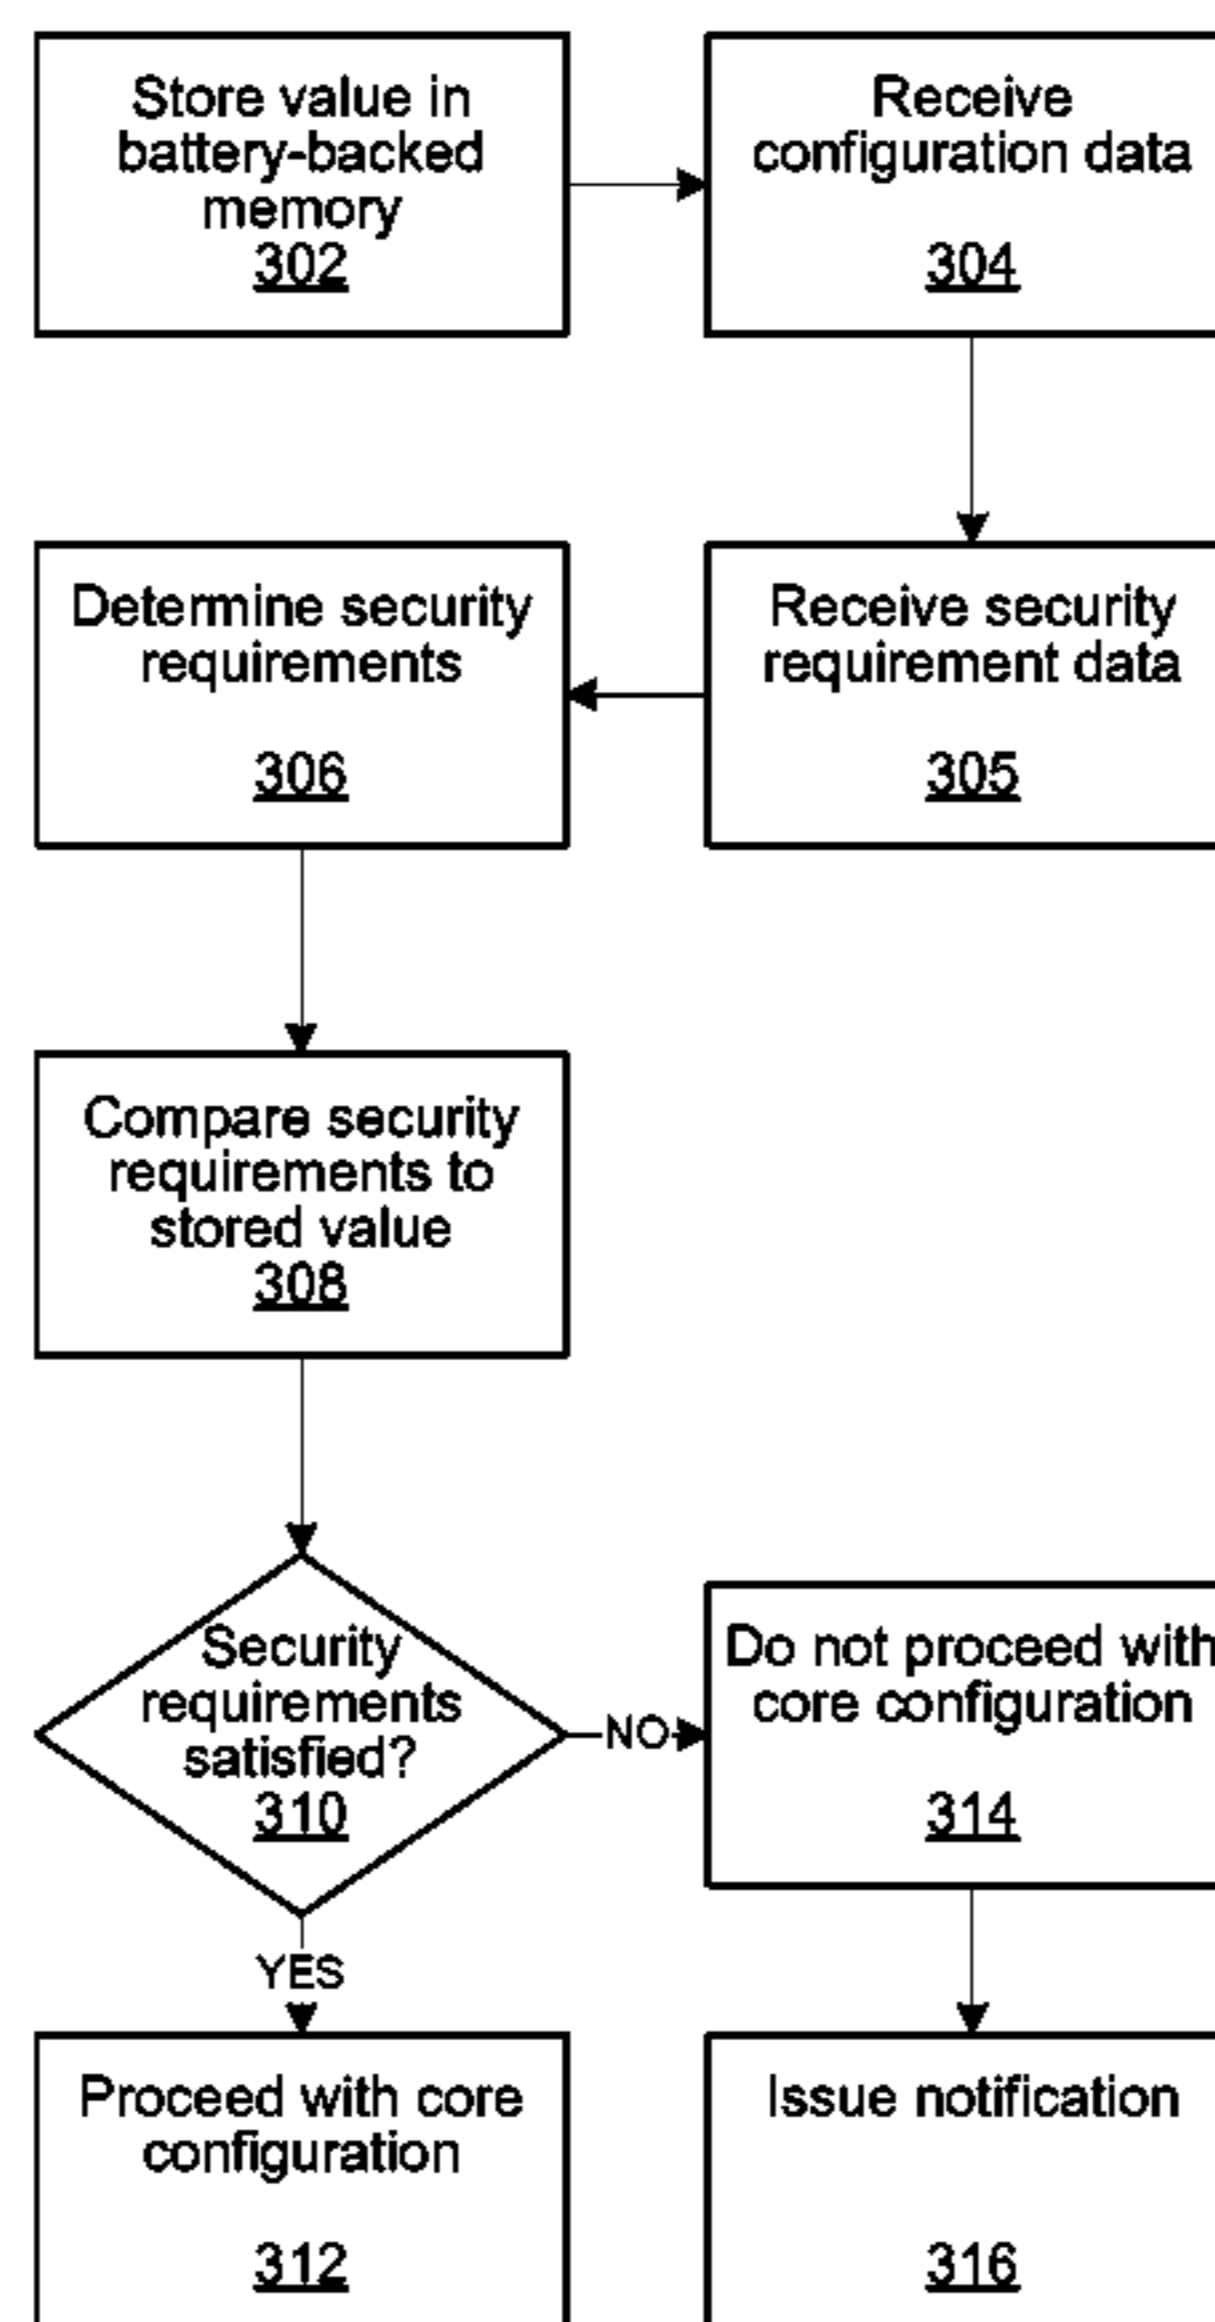 Store value in
battery-backed
memory
302
Receive
configuration data
304
Receive security
requirement data
305
Determine security
requirements
306
Compare security
requirements to
stored value
308
Security
requirements
satisfied?
310
NO
Do not proceed with
core configuration
314
YES
Proceed with core
configuration
312
Issue notification
316